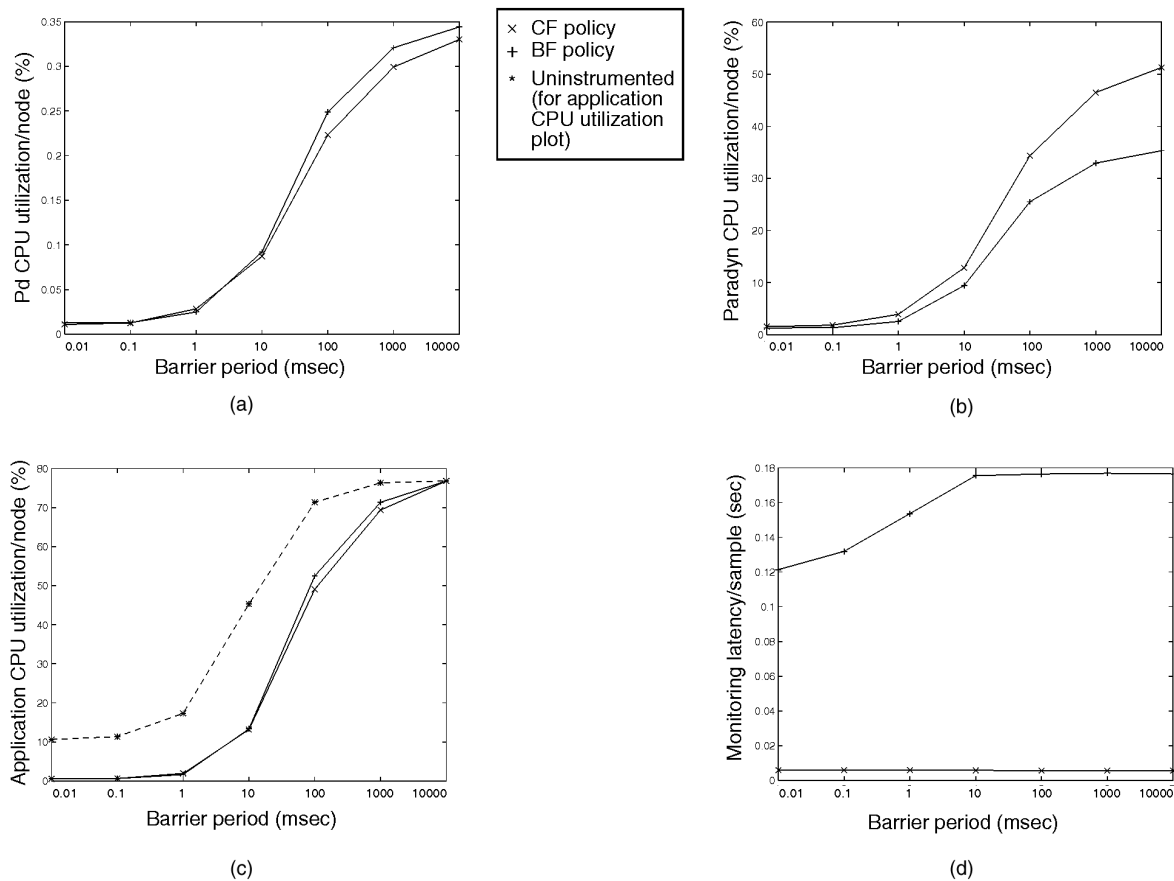 0.35
0.3
0.25
0.2
0.15
0.1
0.05
0
Pd CPU utilization/node (%)
0.01 0.1 1 10 100 1000 10000
Barrier period (msec)
(a)
× CF policy
+ BF policy
* Uninstrumented
(for application
CPU utilization
plot)
60
50
40
30
20
10
0
Paradyn CPU utilization/node (%)
0.01 0.1 1 10 100 1000 10000
Barrier period (msec)
(b)
80
70
60
50
40
30
20
10
0
Application CPU utilization/node (%)
0.01 0.1 1 10 100 1000 10000
Barrier period (msec)
(c)
0.18
0.16
0.14
0.12
0.1
0.08
0.06
0.04
0.02
0
Monitoring latency/sample (sec)
0.01 0.1 1 10 100 1000 10000
Barrier period (msec)
(d)